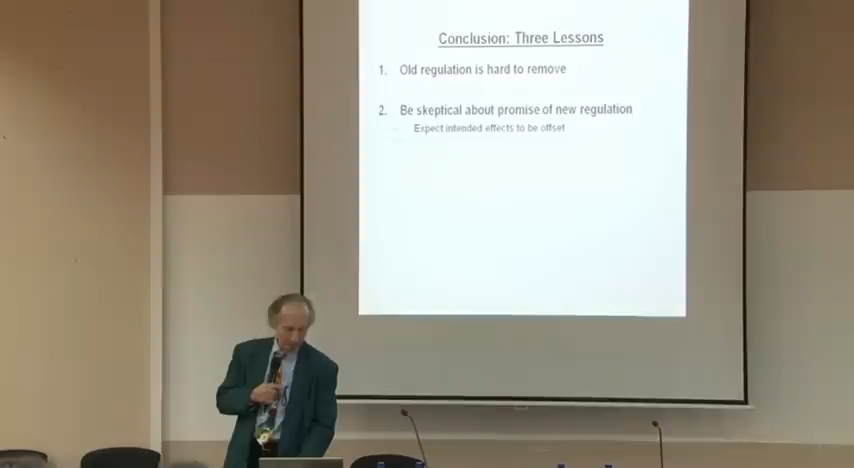 Conclusion: Three Lessons
1. Old regulation is hard to remove
2. Be skeptical about promise of new regulation
Expect intended effects to be offset